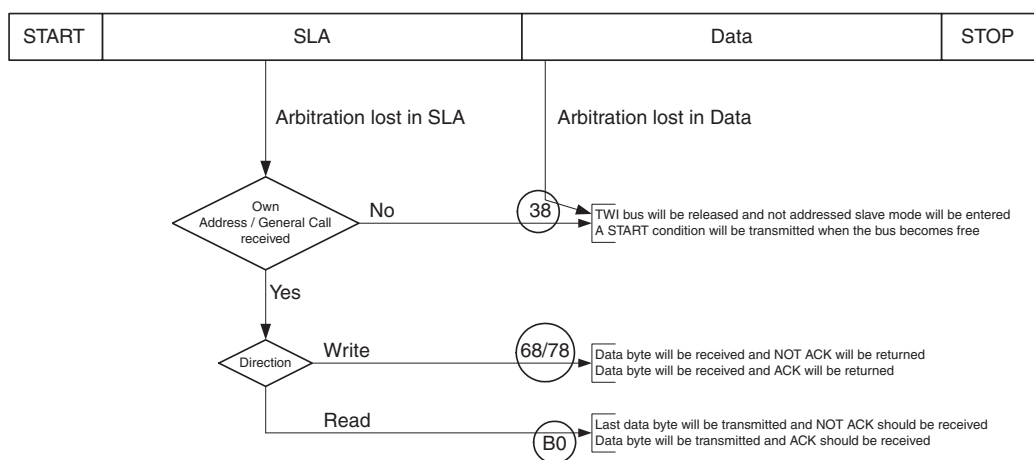 START SLA Data STOP
Arbitration lost in SLA Arbitration lost in Data
Own
Address / General Call
received
No
38
TWI bus will be released and not addressed slave mode will be entered
A START condition will be transmitted when the bus becomes free
Yes
Direction
Write
68/78
Data byte will be received and NOT ACK will be returned
Data byte will be received and ACK will be returned
Read
B0
Last data byte will be transmitted and NOT ACK should be received
Data byte will be transmitted and ACK should be received